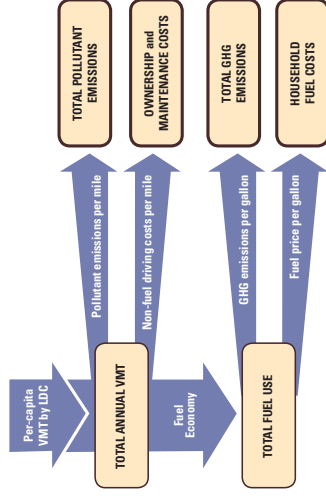 Per-capita
VMT by LDC
TOTAL ANNUAL VMT
Pollutant emissions per mile
TOTAL POLLUTANT
EMISSIONS
Non-fuel driving costs per mile
OWNERSHIP and
MAINTENANCE COSTS
Fuel
Economy
TOTAL FUEL USE
GHG emissions per gallon
TOTAL GHG
EMISSIONS
Fuel price per gallon
HOUSEHOLD
FUEL COSTS